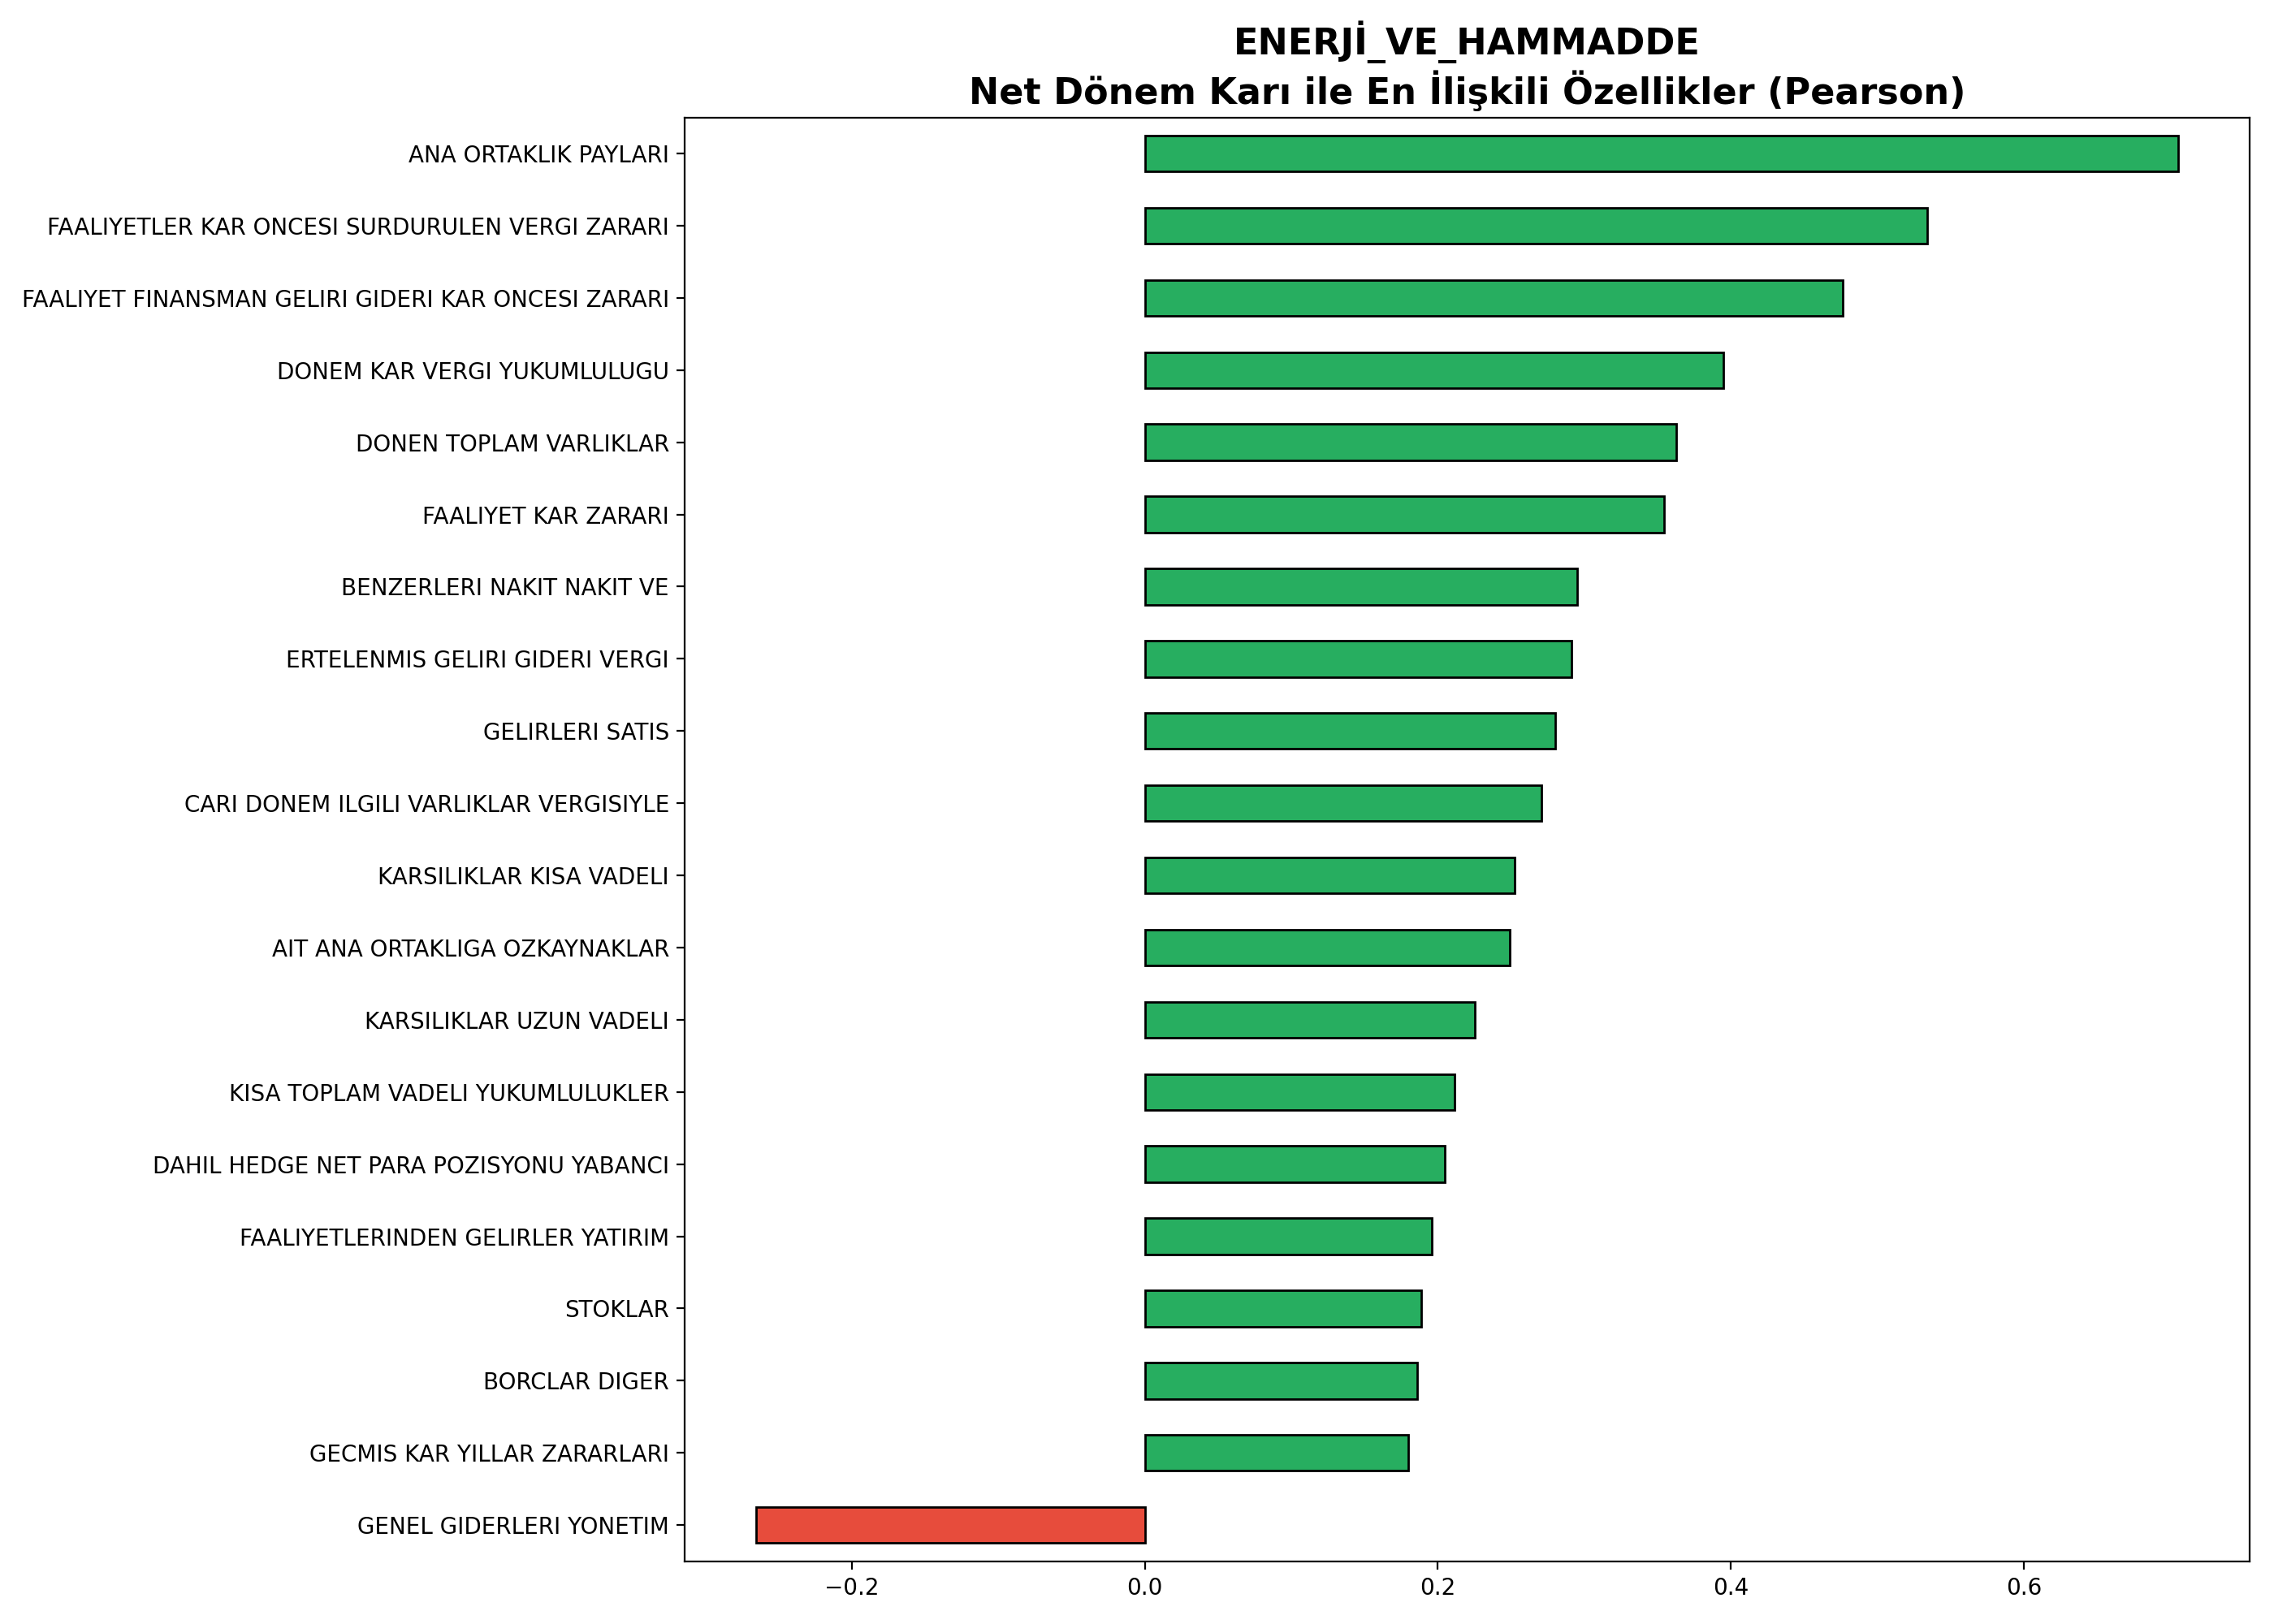 ENERJİ_VE_HAMMADDE
Net Dönem Karı ile En İlişkili Özellikler (Pearson)
ANA ORTAKLIK PAYLARI
FAALIYETLER KAR ONCESI SURDURULEN VERGI ZARARI
FAALIYET FINANSMAN GELIRI GIDERI KAR ONCESI ZARARI
DONEM KAR VERGI YUKUMLULUGU
DONEN TOPLAM VARLIKLAR
FAALIYET KAR ZARARI
BENZERLERI NAKIT NAKIT VE
ERTELENMIS GELIRI GIDERI VERGI
GELIRLERI SATIS
CARI DONEM ILGILI VARLIKLAR VERGISIYLE
KARSILIKLAR KISA VADELI
AIT ANA ORTAKLIGA OZKAYNAKLAR
KARSILIKLAR UZUN VADELI
KISA TOPLAM VADELI YUKUMLULUKLER
DAHIL HEDGE NET PARA POZISYONU YABANCI
FAALIYETLERINDEN GELIRLER YATIRIM
STOKLAR
BORCLAR DIGER
GECMIS KAR YILLAR ZARARLARI
GENEL GIDERLERI YONETIM
−0.2 0.0 0.2 0.4 0.6